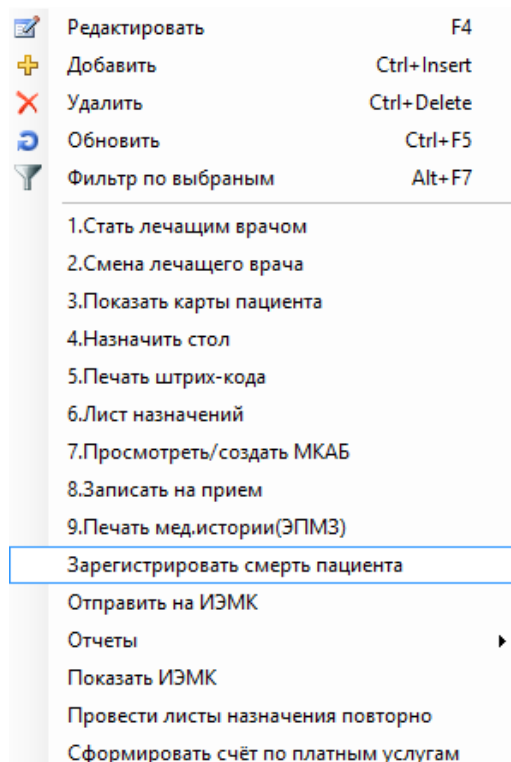 Редактировать F4
Добавить Ctrl+Insert
Удалить Ctrl+Delete
Обновить Ctrl+F5
Фильтр по выбраным Alt+F7
1.Стать лечащим врачом
2.Смена лечащего врача
3.Показать карты пациента
4.Назначить стол
5.Печать штрих-кода
6.Лист назначений
7.Просмотреть/создать МКАБ
8.Записать на прием
9.Печать мед.истории(ЭПМЗ)
Зарегистрировать смерть пациента
Отправить на ИЭМК
Отчеты
Показать ИЭМК
Провести листы назначения повторно
Сформировать счёт по платным услугам